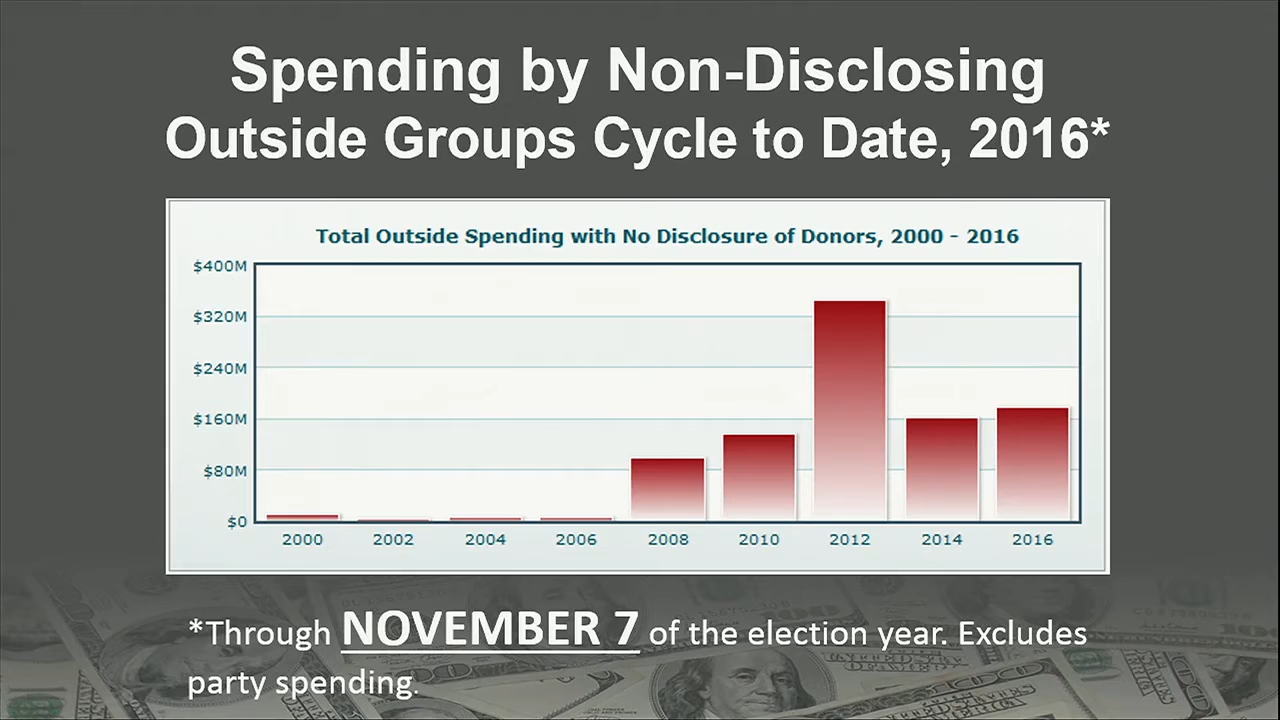 Spending by Non-Disclosing
Outside Groups Cycle to Date, 2016*
Total Outside Spending with No Disclosure of Donors, 2000 - 2016
$400M
$320M
$240M
$160M
$80M
$0
2000 2002 2004 2006 2008 2010 2012 2014 2016
*Through NOVEMBER 7 of the election year. Excludes
party spending.